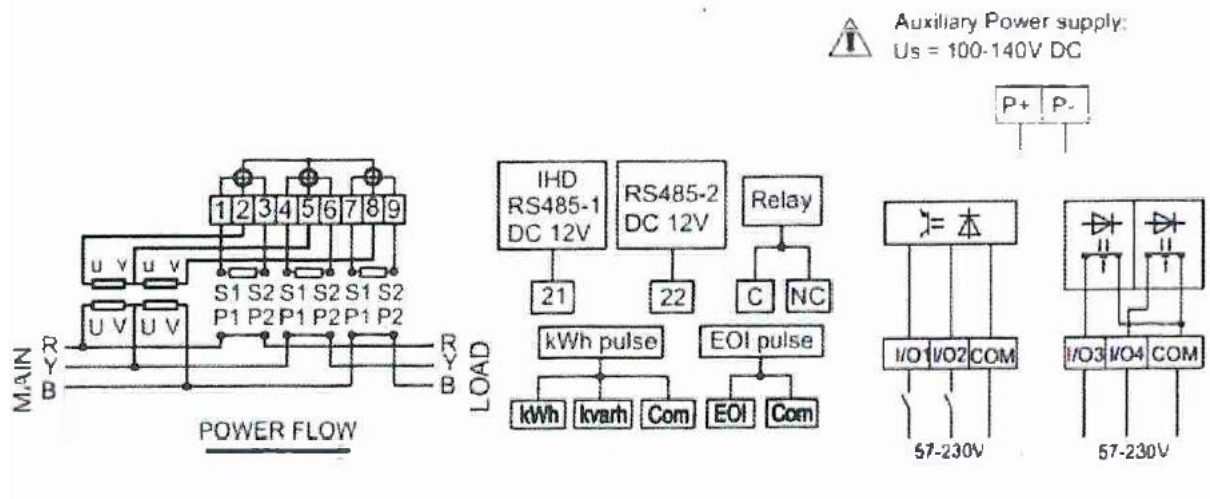 Auxiliary Power supply:
Us = 100-140V DC
P+ P-
1 2 3 4 5 6 7 8 9
u v u v
S1 S2 S1 S2 S1 S2
U V U V
P1 P2 P1 P2 P1 P2
MAIN
R
Y
B
R
Y
B
LOAD
POWER FLOW
IHD
RS485-1
DC 12V
21
RS485-2
DC 12V
22
Relay
C NC
kWh pulse
kWh kvarh Com
EOI pulse
EOI Com
I/O1 I/O2 COM
57-230V
I/O3 I/O4 COM
57-230V